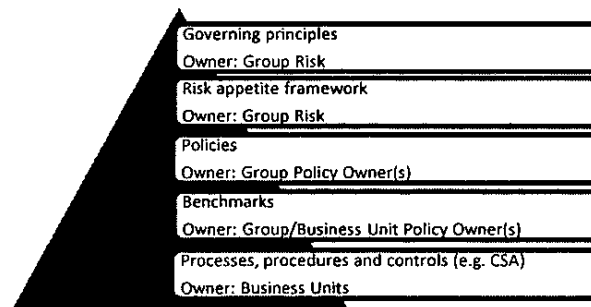 Governing principles
Owner: Group Risk
Risk appetite framework
Owner: Group Risk
Policies
Owner: Group Policy Owner(s)
Benchmarks
Owner: Group/Business Unit Policy Owner(s)
Processes, procedures and controls (e.g. CSA)
Owner: Business Units